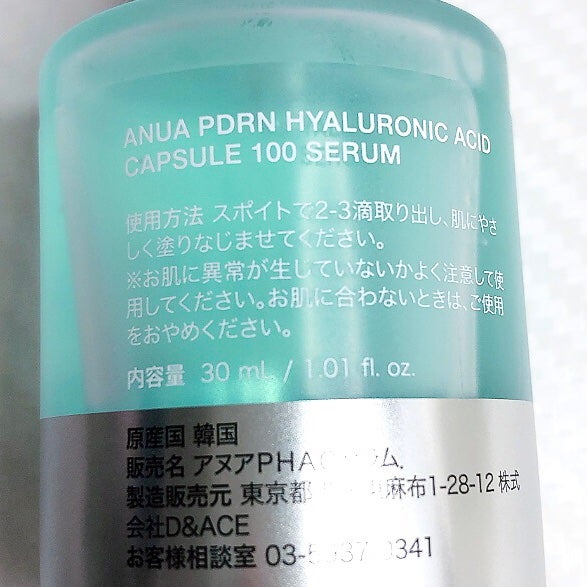 ANUA PDRN HYALURONIC ACID
CAPSULE 100 SERUM
使用方法 スポイトで2-3滴取り出し、肌にやさ
しく塗りなじませてください。
※お肌に異常が生じていないかよく注意して使
用してください。お肌に合わないときは、ご使用
をおやめください。
内容量 30 mL / 1.01 fl. oz.
原産国 韓国
販売名 アヌアPHA
製造販売元 東京都 麻布1-28-12 株式
会社D&ACE
お客様相談室